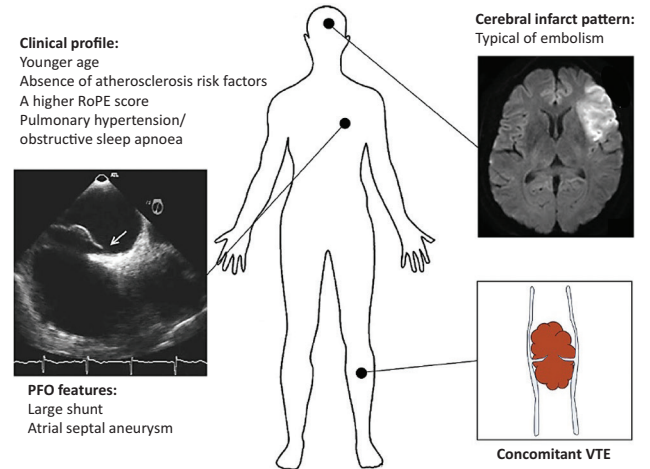 Clinical profile:
Younger age
Absence of atherosclerosis risk factors
A higher RoPE score
Pulmonary hypertension/
obstructive sleep apnoea
Cerebral infarct pattern:
Typical of embolism
PFO features:
Large shunt
Atrial septal aneurysm
Concomitant VTE